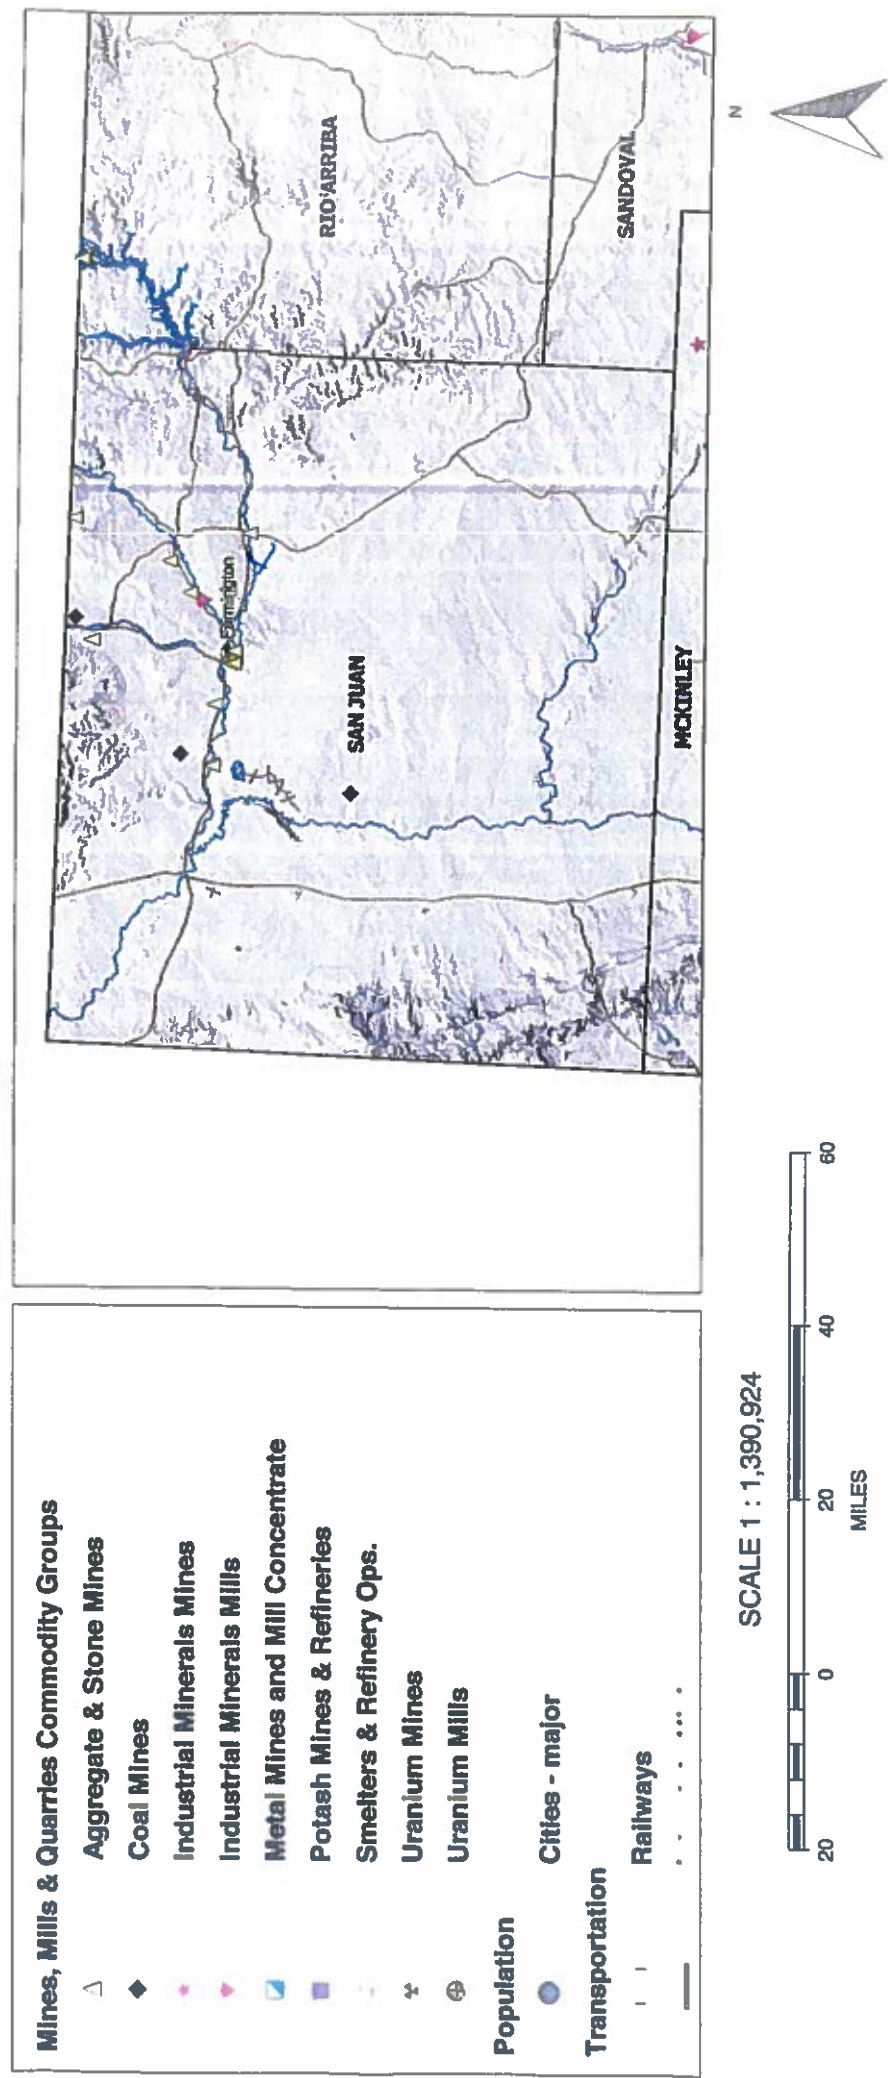 Mines, Mills & Quarries Commodity Groups
Aggregate & Stone Mines
Coal Mines
Industrial Minerals Mines
Industrial Minerals Mills
Metal Mines and Mill Concentrate
Potash Mines & Refineries
Smelters & Refinery Ops.
Uranium Mines
Uranium Mills
Population
Cities - major
Transportation
Railways
RIO ARRIBA
SANDOVAL
Farmington
SAN JUAN
MCKINLEY
N
SCALE 1 : 1,390,924
20 0 20 40 60
MILES